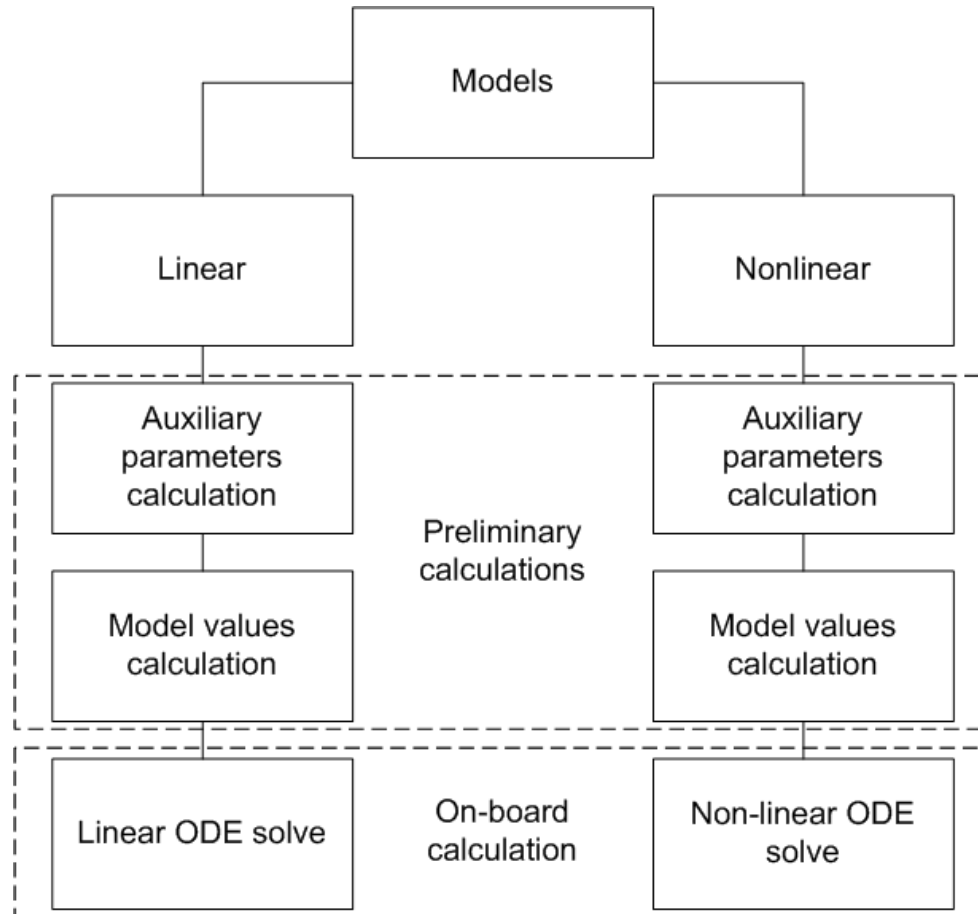 Models
Linear
Nonlinear
Auxiliary
parameters
calculation
Auxiliary
parameters
calculation
Preliminary
calculations
Model values
calculation
Model values
calculation
Linear ODE solve
On-board
calculation
Non-linear ODE
solve